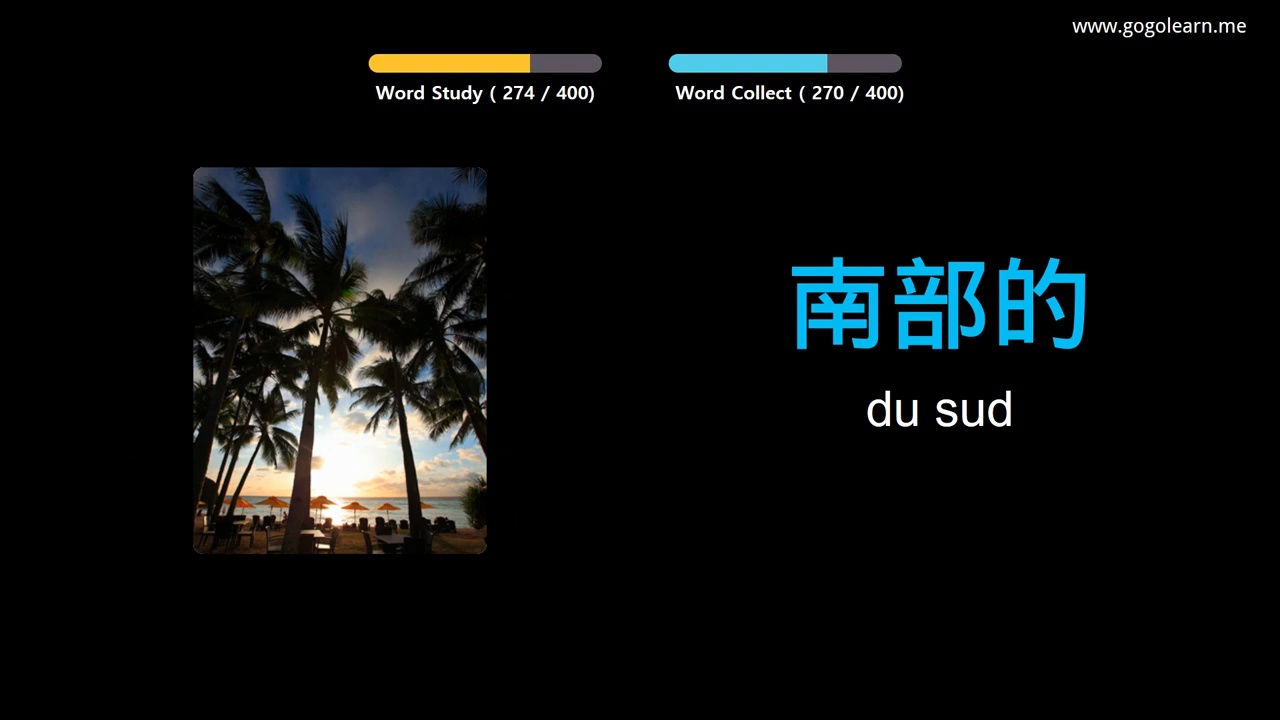 www.gogolearn.me
Word Study ( 274 / 400)
Word Collect ( 270 / 400)
南部的
du sud